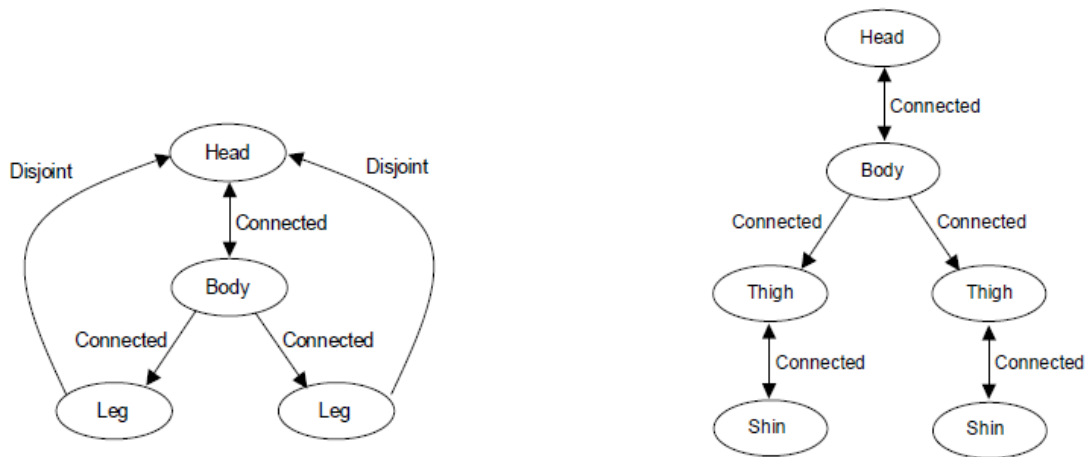 Disjoint
Head
Disjoint
Connected
Body
Connected
Connected
Leg
Leg
Head
Connected
Body
Connected
Connected
Thigh
Thigh
Connected
Connected
Shin
Shin